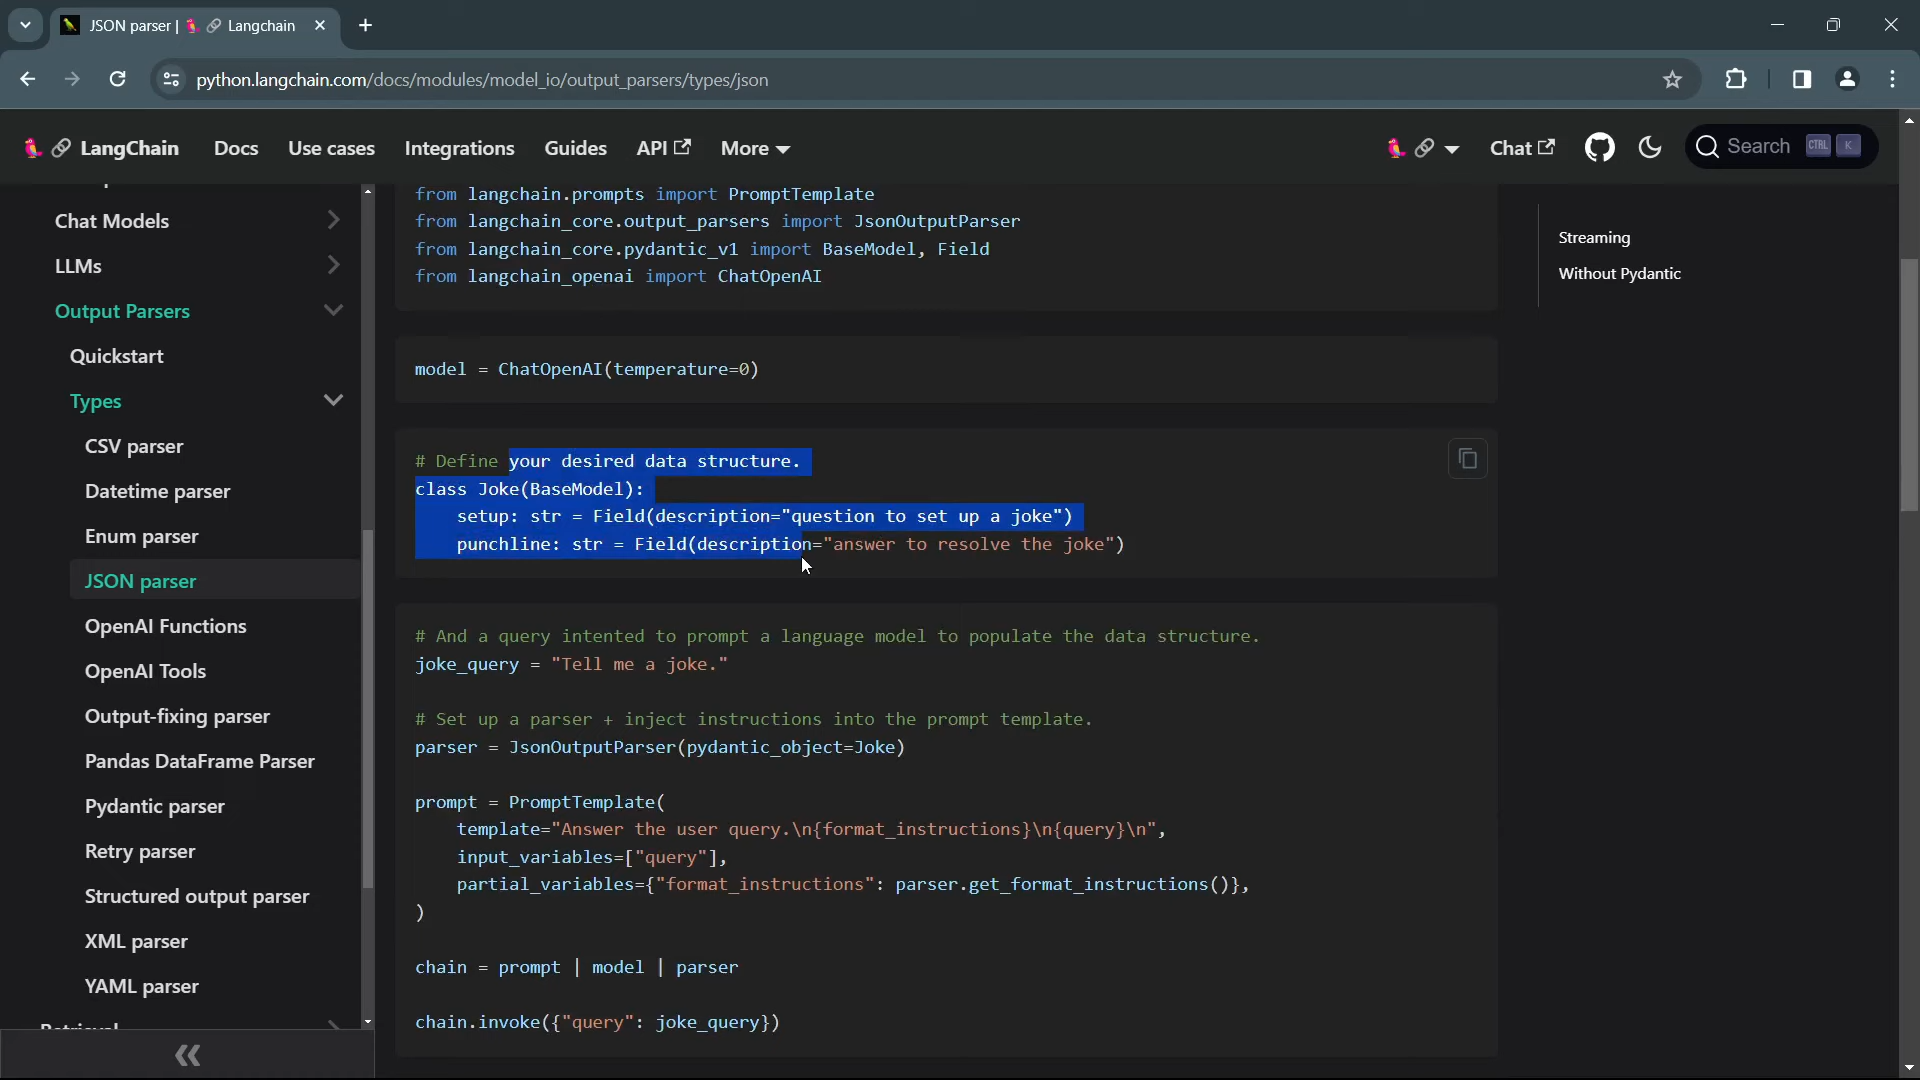 JSON parser | Langchain
python.langchain.com/docs/modules/model_io/output_parsers/types/json
LangChain Docs Use cases Integrations Guides API More Chat Search CTRL K
Chat Models
LLMs
Output Parsers
Quickstart
Types
CSV parser
Datetime parser
Enum parser
JSON parser
OpenAI Functions
OpenAI Tools
Output-fixing parser
Pandas DataFrame Parser
Pydantic parser
Retry parser
Structured output parser
XML parser
YAML parser
from langchain.prompts import PromptTemplate
from langchain_core.output_parsers import JsonOutputParser
from langchain_core.pydantic_v1 import BaseModel, Field
from langchain_openai import ChatOpenAI
model = ChatOpenAI(temperature=0)
# Define your desired data structure.
class Joke(BaseModel):
    setup: str = Field(description="question to set up a joke")
    punchline: str = Field(description="answer to resolve the joke")
# And a query intented to prompt a language model to populate the data structure.
joke_query = "Tell me a joke."
# Set up a parser + inject instructions into the prompt template.
parser = JsonOutputParser(pydantic_object=Joke)
prompt = PromptTemplate(
    template="Answer the user query.\n{format_instructions}\n{query}\n",
    input_variables=["query"],
    partial_variables={"format_instructions": parser.get_format_instructions()},
)
chain = prompt | model | parser
chain.invoke({"query": joke_query})
Streaming
Without Pydantic